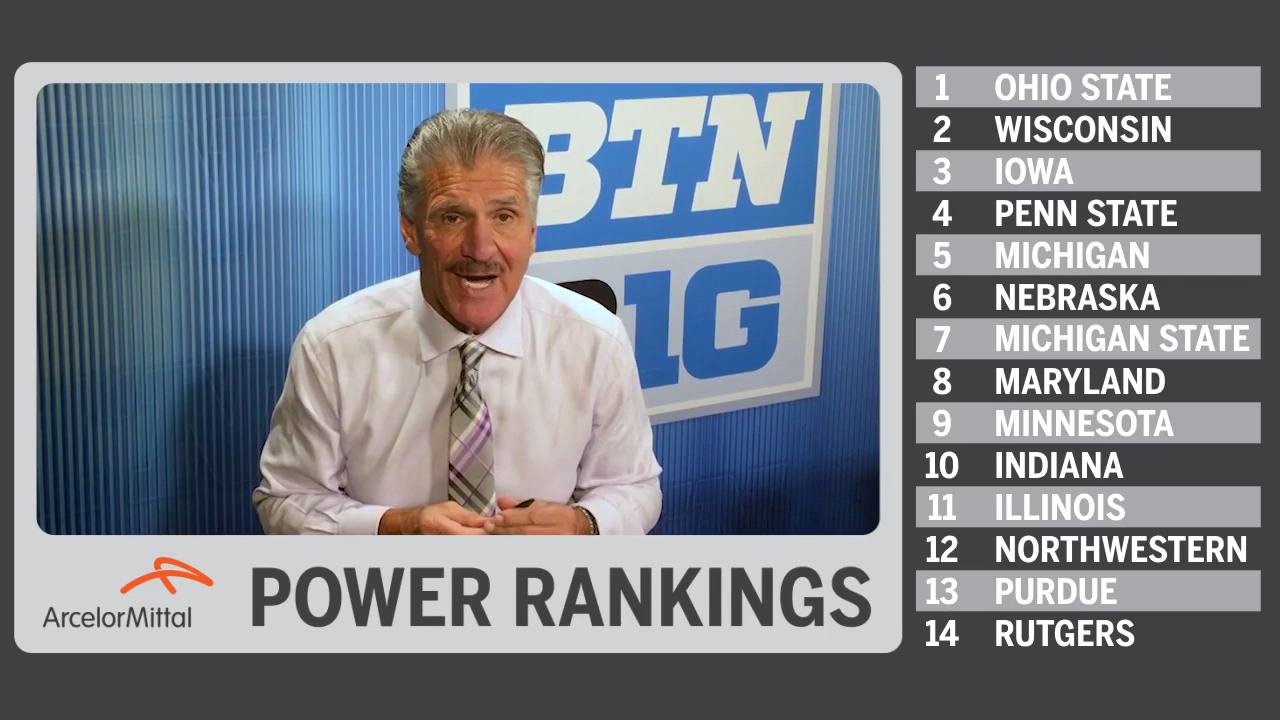 BTN
B1G
ArcelorMittal
POWER RANKINGS
1 OHIO STATE
2 WISCONSIN
3 IOWA
4 PENN STATE
5 MICHIGAN
6 NEBRASKA
7 MICHIGAN STATE
8 MARYLAND
9 MINNESOTA
10 INDIANA
11 ILLINOIS
12 NORTHWESTERN
13 PURDUE
14 RUTGERS